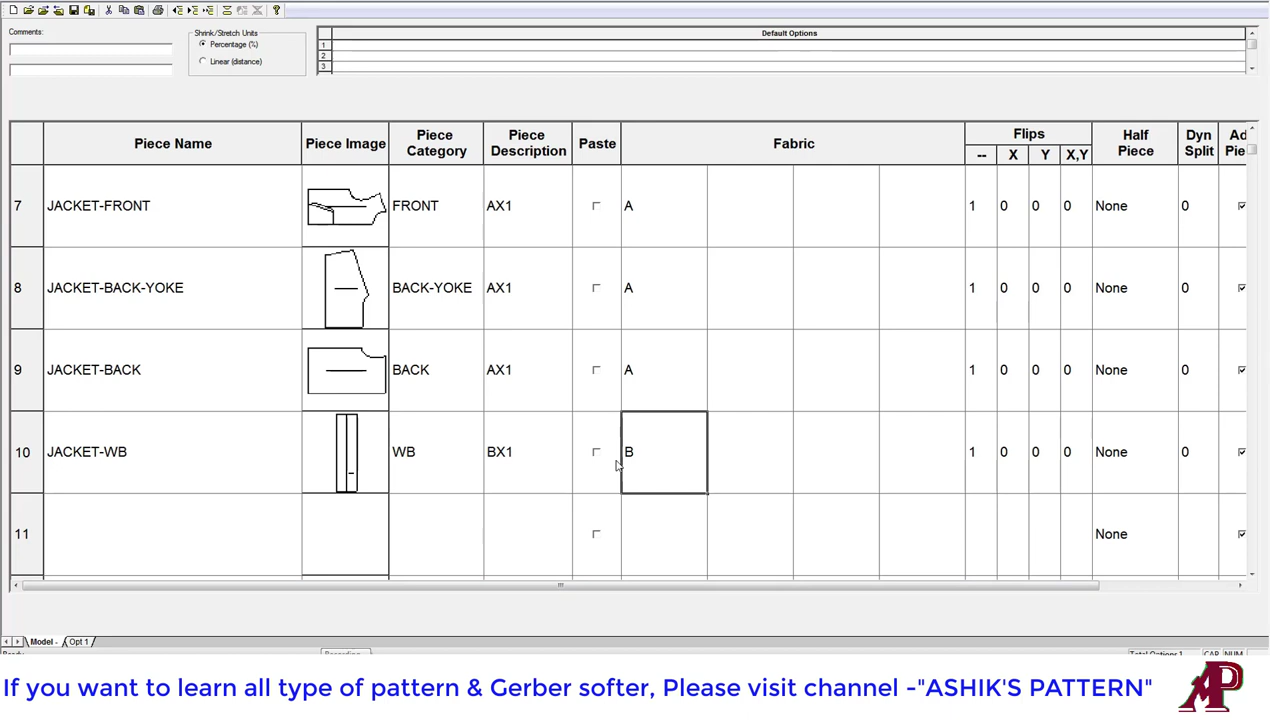 Comments:
Shrink/Stretch Units
Percentage (%)
Linear (distance)
Default Options
1
2
3
Piece Name Piece Image Piece Category Piece Description Paste Fabric Flips -- X Y X,Y Half Piece Dyn Split Ad Pie
7 JACKET-FRONT FRONT AX1 A 1 0 0 0 None 0
8 JACKET-BACK-YOKE BACK-YOKE AX1 A 1 0 0 0 None 0
9 JACKET-BACK BACK AX1 A 1 0 0 0 None 0
10 JACKET-WB WB BX1 B 1 0 0 0 None 0
11 None
Model - Opt 1
If you want to learn all type of pattern & Gerber softer, Please visit channel -"ASHIK'S PATTERN"
AP